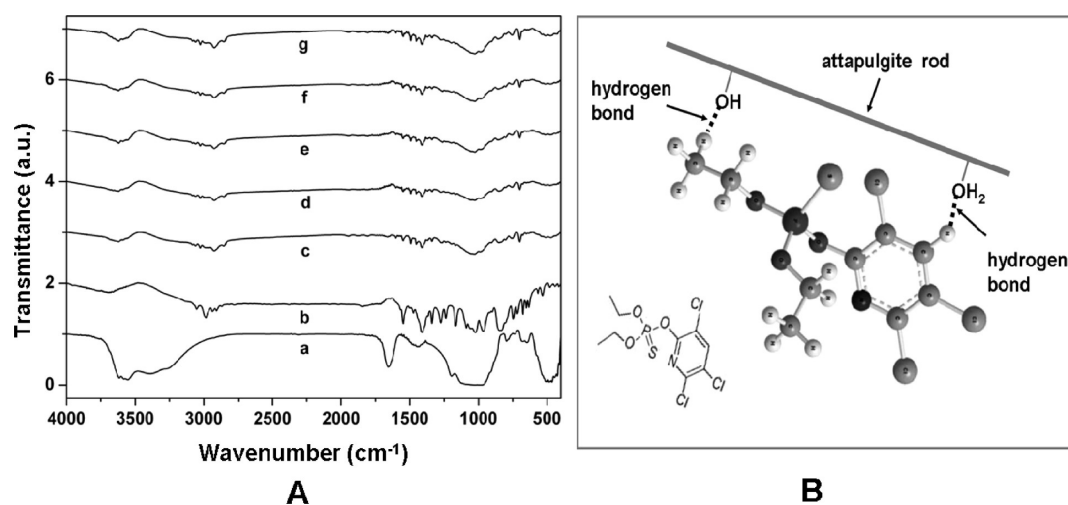 Transmittance (a.u.)
6
4
2
0
g
f
e
d
c
b
a
4000 3500 3000 2500 2000 1500 1000 500
Wavenumber (cm-1)
A
attapulgite rod
hydrogen
bond
OH
OH2
hydrogen
bond
O
P
O
Cl
O
S
N
Cl
Cl
B